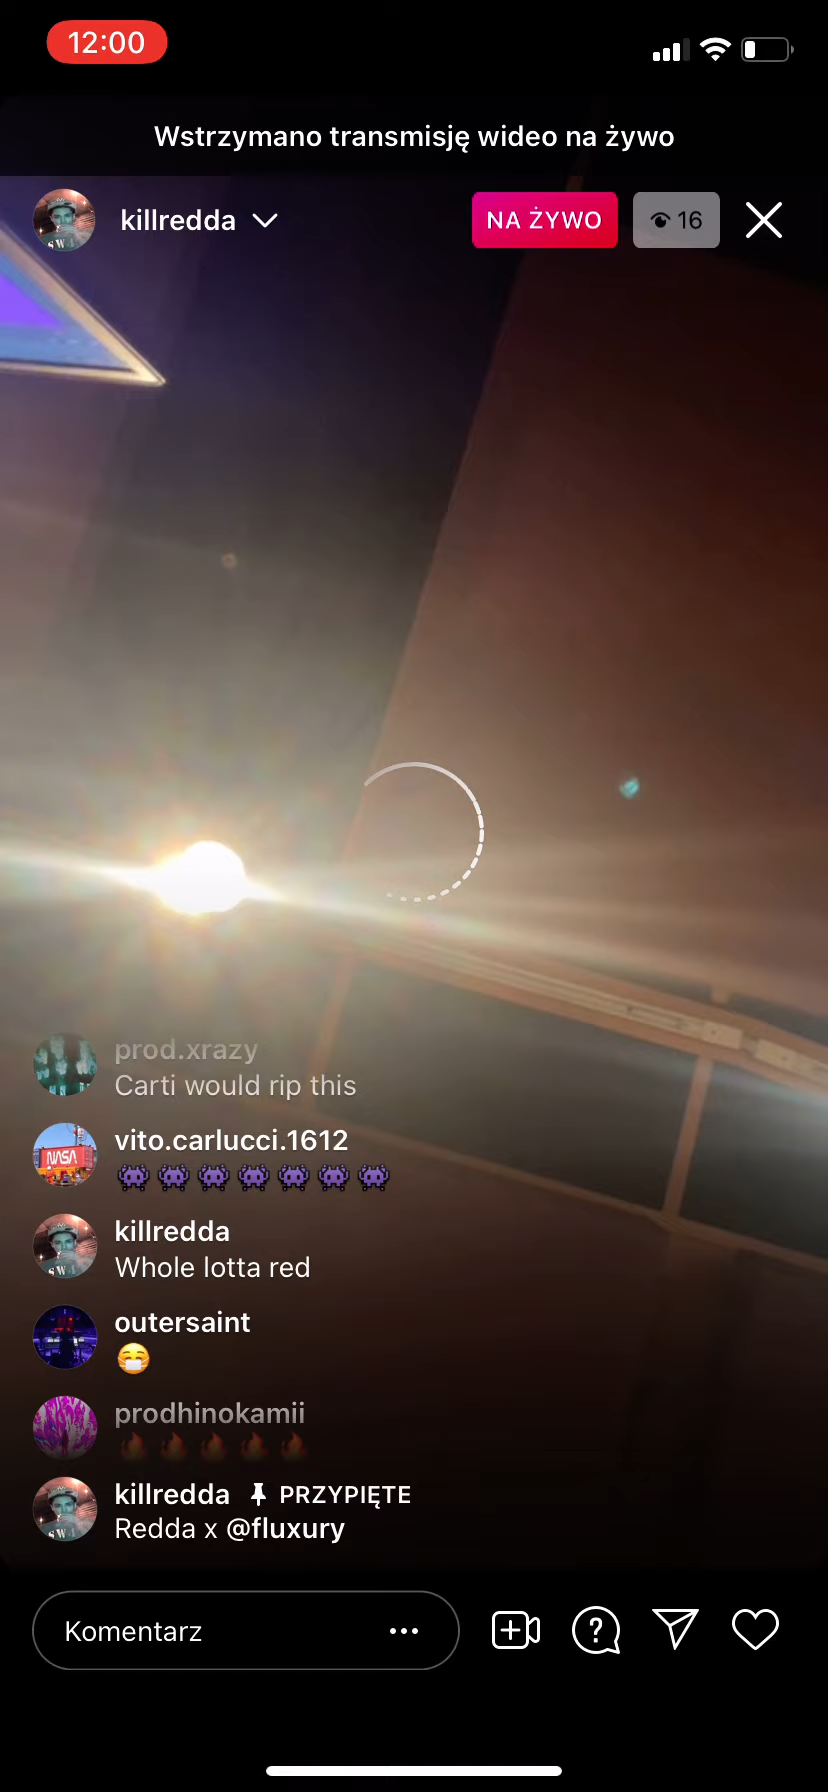 12:00
Wstrzymano transmisję wideo na żywo
killredda
NA ŻYWO
16
prod.xrazy
Carti would rip this
vito.carlucci.1612
👾👾👾👾👾👾👾
killredda
Whole lotta red
outersaint
😷
prodhinokamii
🔥🔥🔥🔥🔥
killredda PRZYPIĘTE
Redda x @fluxury
Komentarz
NASA